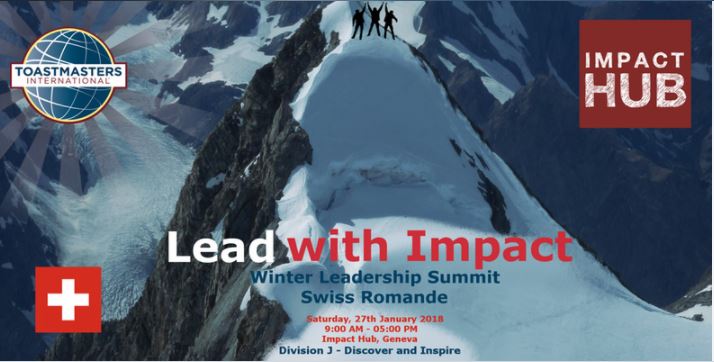 TOASTMASTERS
INTERNATIONAL
IMPACT
HUB
Lead with Impact
Winter Leadership Summit
Swiss Romande
Saturday, 27th January 2018
9:00 AM - 05:00 PM
Impact Hub, Geneva
Division J - Discover and Inspire